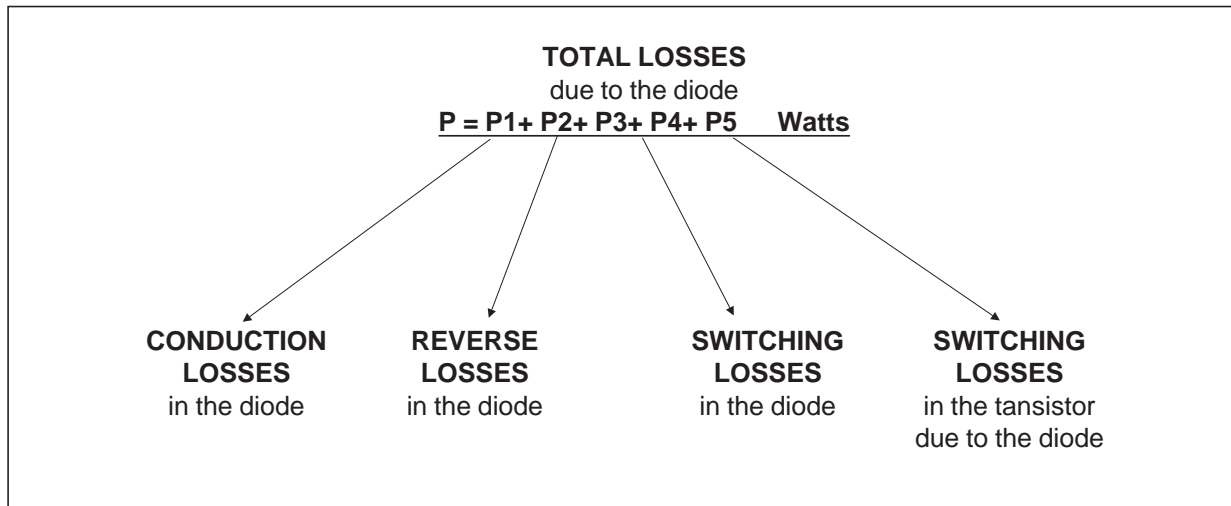 TOTAL LOSSES
due to the diode
P = P1+ P2+ P3+ P4+ P5 Watts
CONDUCTION
LOSSES
in the diode
REVERSE
LOSSES
in the diode
SWITCHING
LOSSES
in the diode
SWITCHING
LOSSES
in the tansistor
due to the diode